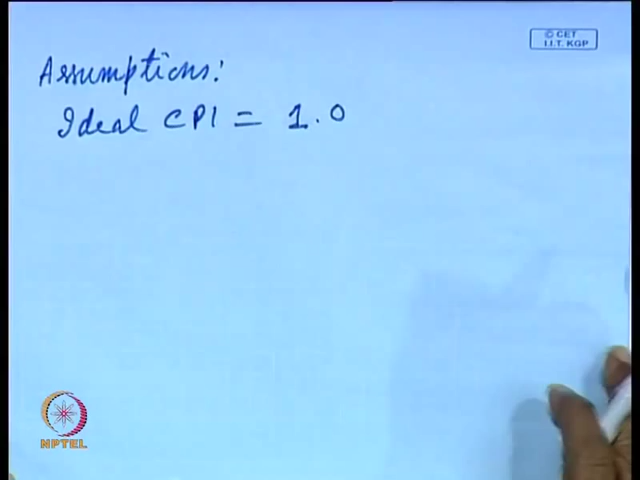 © CET
I.I.T. KGP
Assumptions:
Ideal CPI = 1.0
NPTEL